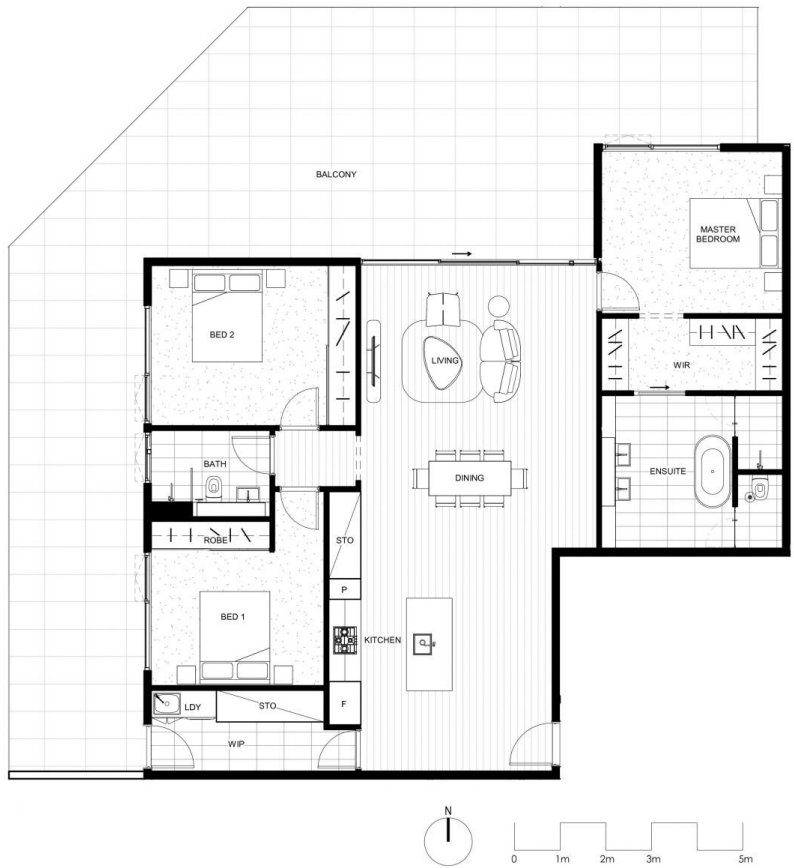 BALCONY
MASTER
BEDROOM
BED 2
LIVING
WIR
BATH
ENSUITE
DINING
ROBE
STO
P
BED 1
KITCHEN
F
LDY
STO
WIP
N
0 1m 2m 3m 5m